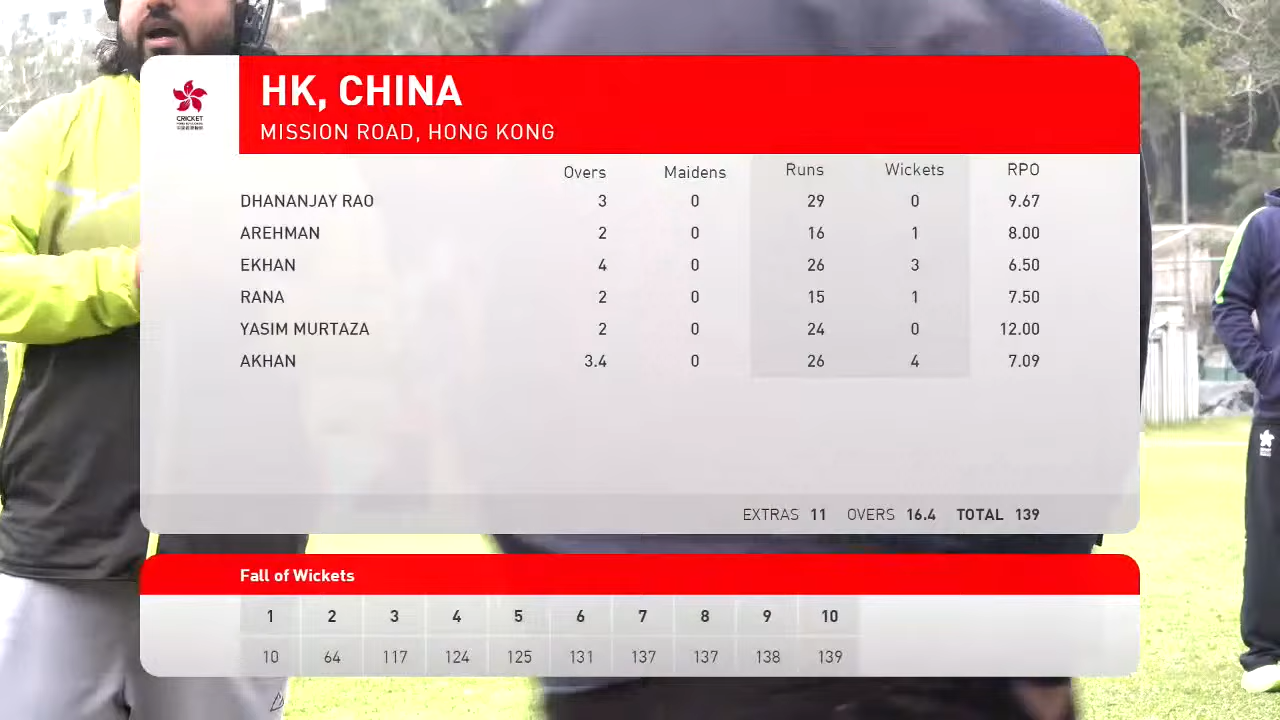 HK, CHINA
MISSION ROAD, HONG KONG
CRICKET
Overs Maidens Runs Wickets RPO
DHANANJAY RAO 3 0 29 0 9.67
AREHMAN 2 0 16 1 8.00
EKHAN 4 0 26 3 6.50
RANA 2 0 15 1 7.50
YASIM MURTAZA 2 0 24 0 12.00
AKHAN 3.4 0 26 4 7.09
EXTRAS 11 OVERS 16.4 TOTAL 139
Fall of Wickets
1 2 3 4 5 6 7 8 9 10
10 64 117 124 125 131 137 137 138 139